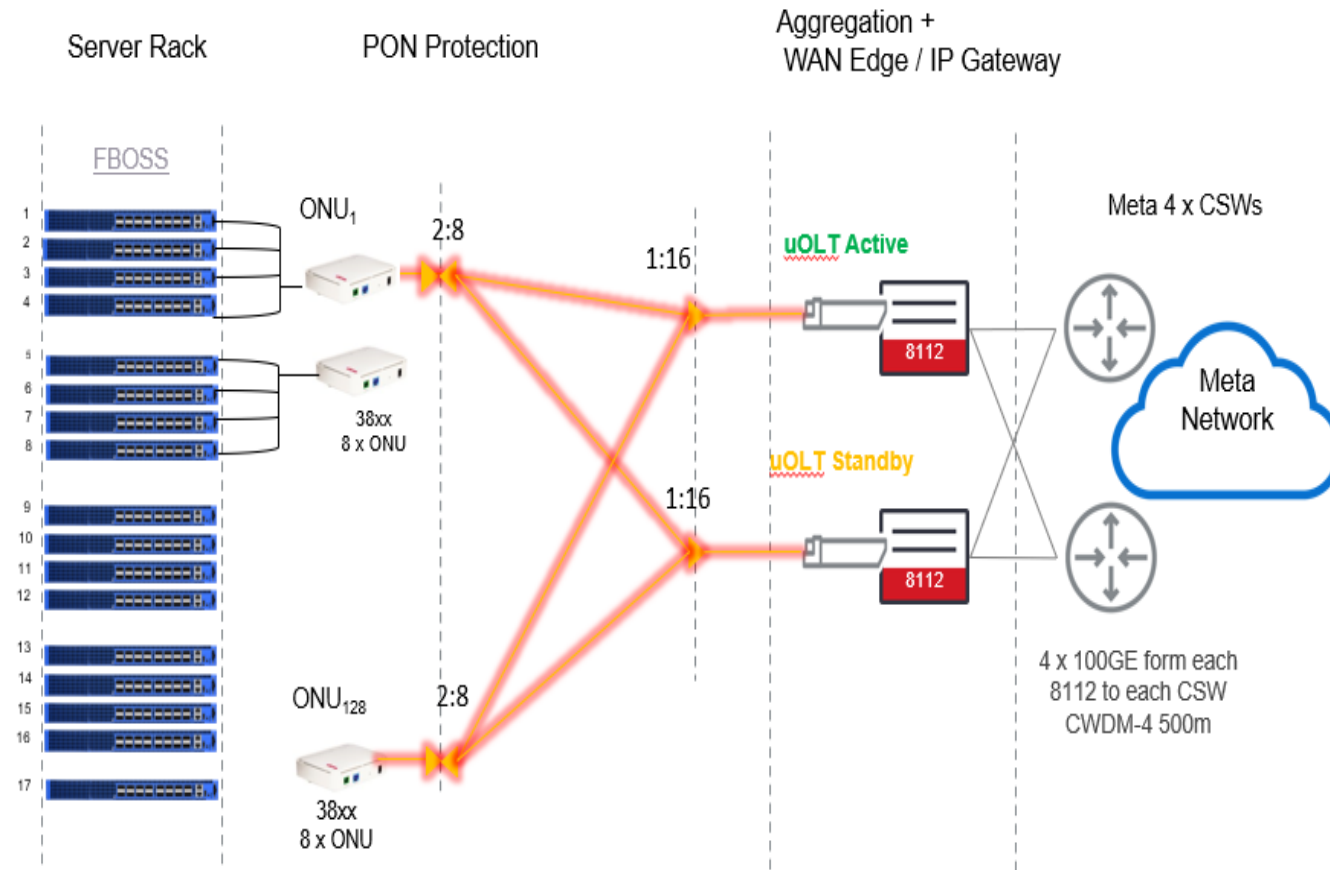 Server Rack
PON Protection
Aggregation +
WAN Edge / IP Gateway
FBOSS
1
2
3
4
5
6
7
8
9
10
11
12
13
14
15
16
17
ONU1
2:8
38xx
8 x ONU
ONU128
2:8
38xx
8 x ONU
1:16
1:16
uOLT Active
8112
uOLT Standby
8112
Meta 4 x CSWs
Meta
Network
4 x 100GE form each
8112 to each CSW
CWDM-4 500m